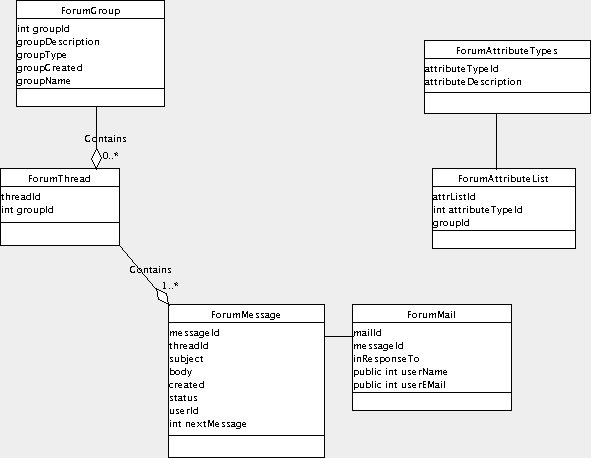 ForumGroup
int groupId
groupDescription
groupType
groupCreated
groupName
Contains
0..*
ForumThread
threadId
int groupId
Contains
1..*
ForumMessage
messageId
threadId
subject
body
created
status
userId
int nextMessage
ForumMail
mailId
messageId
inResponseTo
public int userName
public int userEMail
ForumAttributeTypes
attributeTypeId
attributeDescription
ForumAttributeList
attrListId
int attributeTypeId
groupId